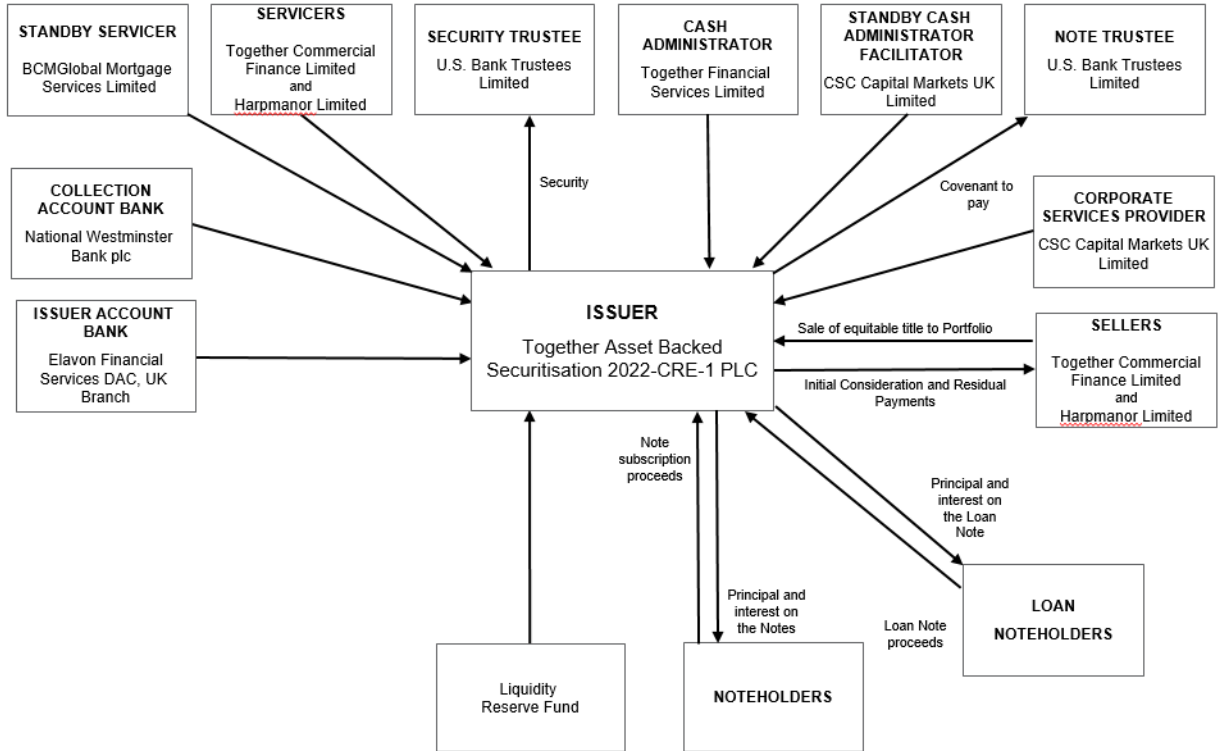 STANDBY SERVICER
BCMGlobal Mortgage
Services Limited
SERVICERS
Together Commercial
Finance Limited
and
Harpmanor Limited
SECURITY TRUSTEE
U.S. Bank Trustees
Limited
CASH
ADMINISTRATOR
Together Financial
Services Limited
STANDBY CASH
ADMINISTRATOR
FACILITATOR
CSC Capital Markets UK
Limited
NOTE TRUSTEE
U.S. Bank Trustees
Limited
Security
Covenant to
pay
COLLECTION
ACCOUNT BANK
National Westminster
Bank plc
CORPORATE
SERVICES PROVIDER
CSC Capital Markets UK
Limited
ISSUER ACCOUNT
BANK
Elavon Financial
Services DAC, UK
Branch
ISSUER
Together Asset Backed
Securitisation 2022-CRE-1 PLC
Sale of equitable title to Portfolio
Initial Consideration and Residual
Payments
SELLERS
Together Commercial
Finance Limited
and
Harpmanor Limited
Note
subscription
proceeds
Principal and
interest on
the Loan
Note
Principal and
interest on
the Notes
Loan Note
proceeds
LOAN
NOTEHOLDERS
Liquidity
Reserve Fund
NOTEHOLDERS